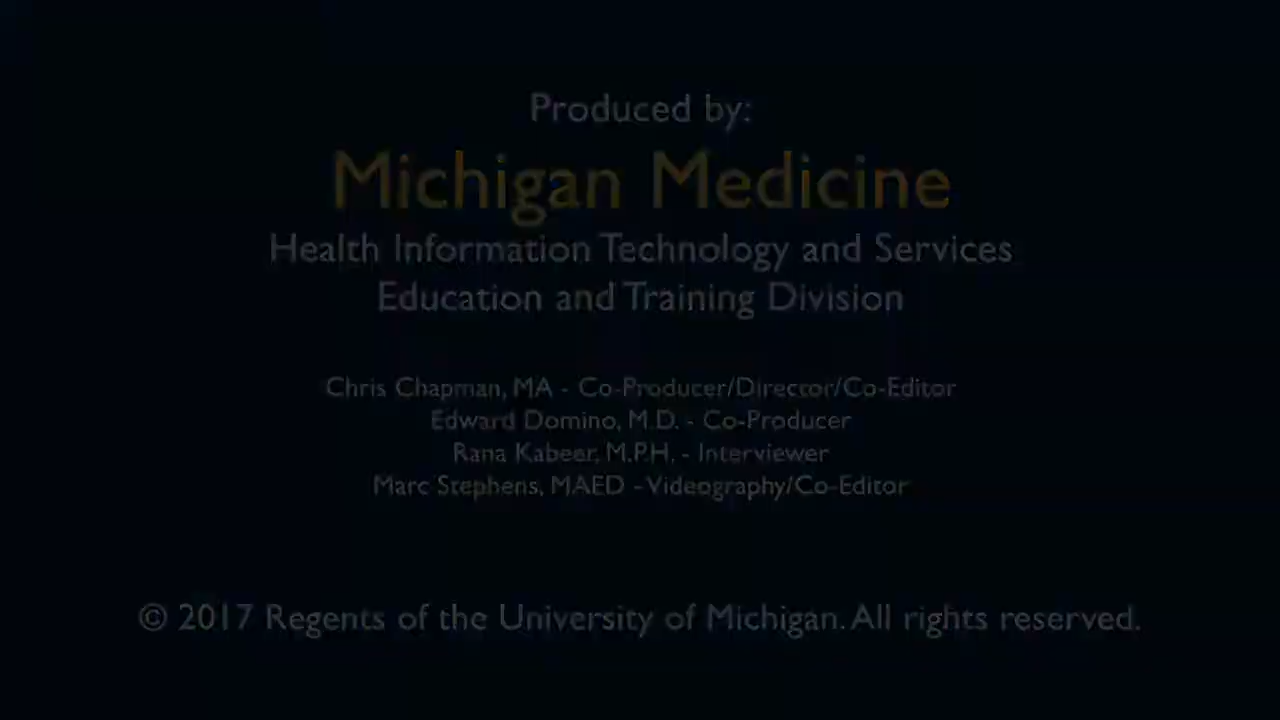 Produced by:
Michigan Medicine
Health Information Technology and Services
Education and Training Division
Chris Chapman, MA - Co-Producer/Director/Co-Editor
Edward Domino, M.D. - Co-Producer
Rana Kabeer, M.P.H. - Interviewer
Marc Stephens, MAED - Videography/Co-Editor
© 2017 Regents of the University of Michigan. All rights reserved.